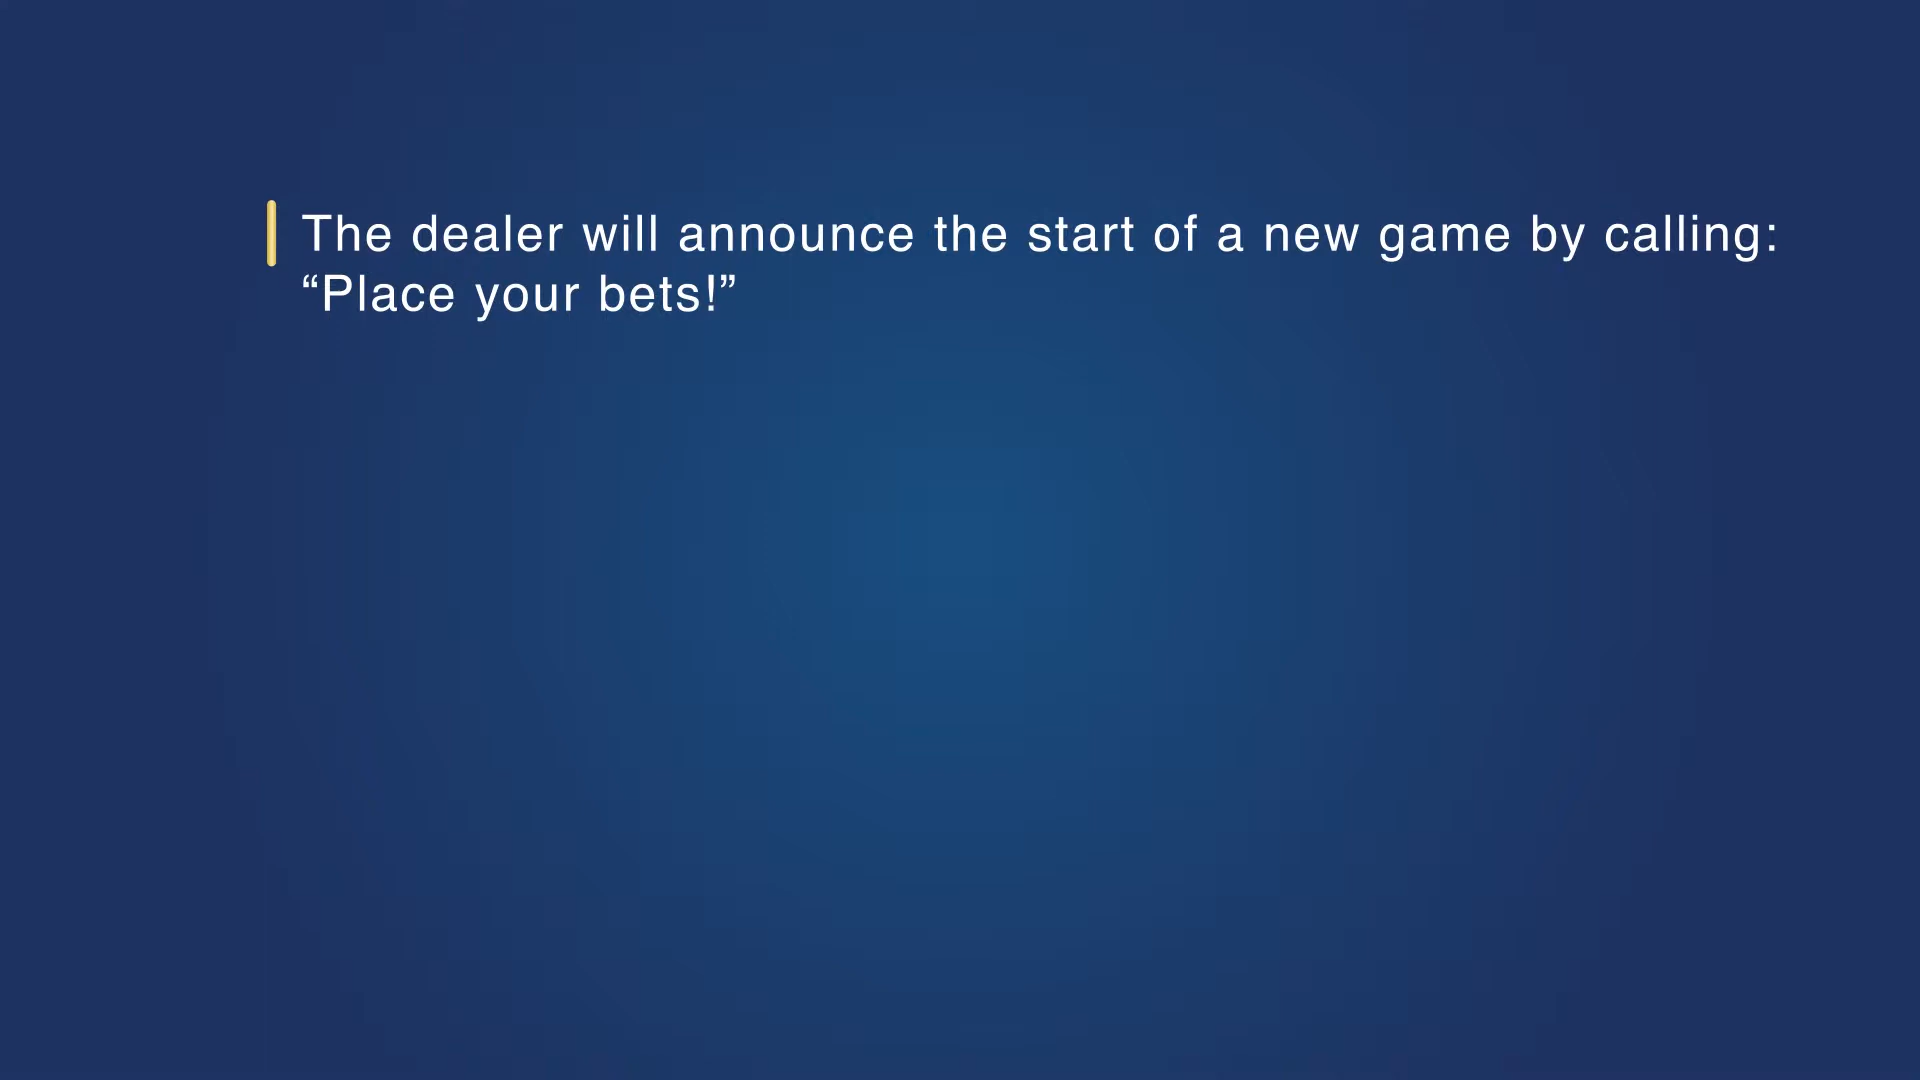 The dealer will announce the start of a new game by calling:
“Place your bets!”